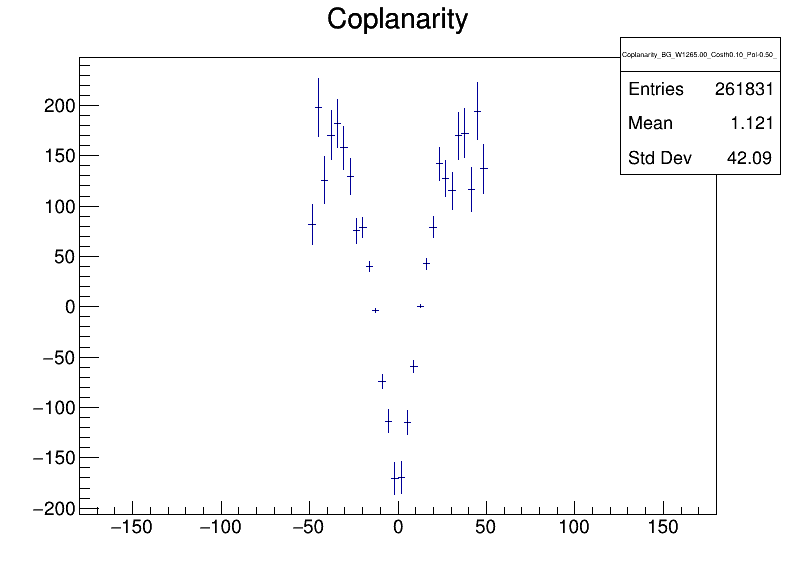 Coplanarity
Coplanarity_BG_W1265.00_Costh0.10_Pol-0.50_
Entries 261831
Mean 1.121
Std Dev 42.09
200
150
100
50
0
−50
−100
−150
−200
−150 −100 −50 0 50 100 150